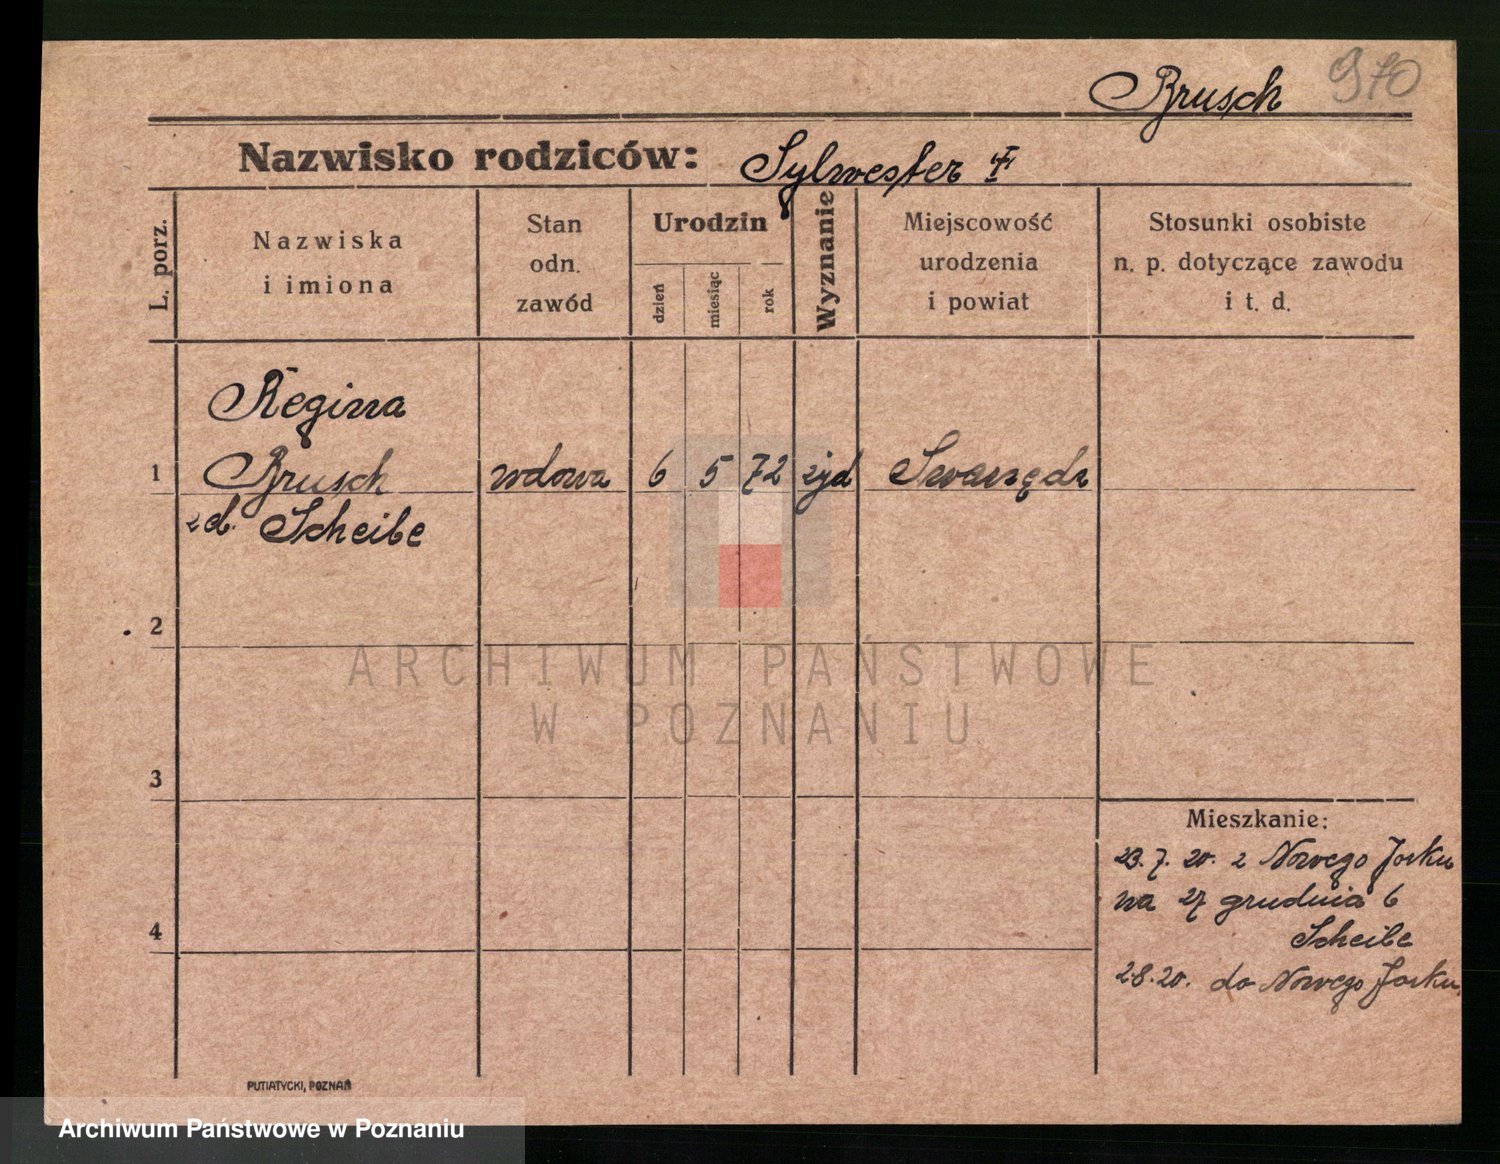 970
Brusch
Nazwisko rodziców: Sylwester
L. porz.
Nazwiska
i imiona
Stan
odn.
zawód
Urodzin
dzień
miesiąc
rok
Wyznanie
Miejscowość
urodzenia
i powiat
Stosunki osobiste
n. p. dotyczące zawodu
i t. d.
Regina
1 Brusch wdowa 6 5 72 żyd Swarzędz
Scheibe
2
ARCHIWUM PAŃSTWOWE
W POZNANIU
3
Mieszkanie:
23.7.20. z Nowego Jorku
na 27 grudnia 6
Scheibe
2.8.20. do Nowego Jorku
4
PUTIATYCKI, POZNAŃ
Archiwum Państwowe w Poznaniu